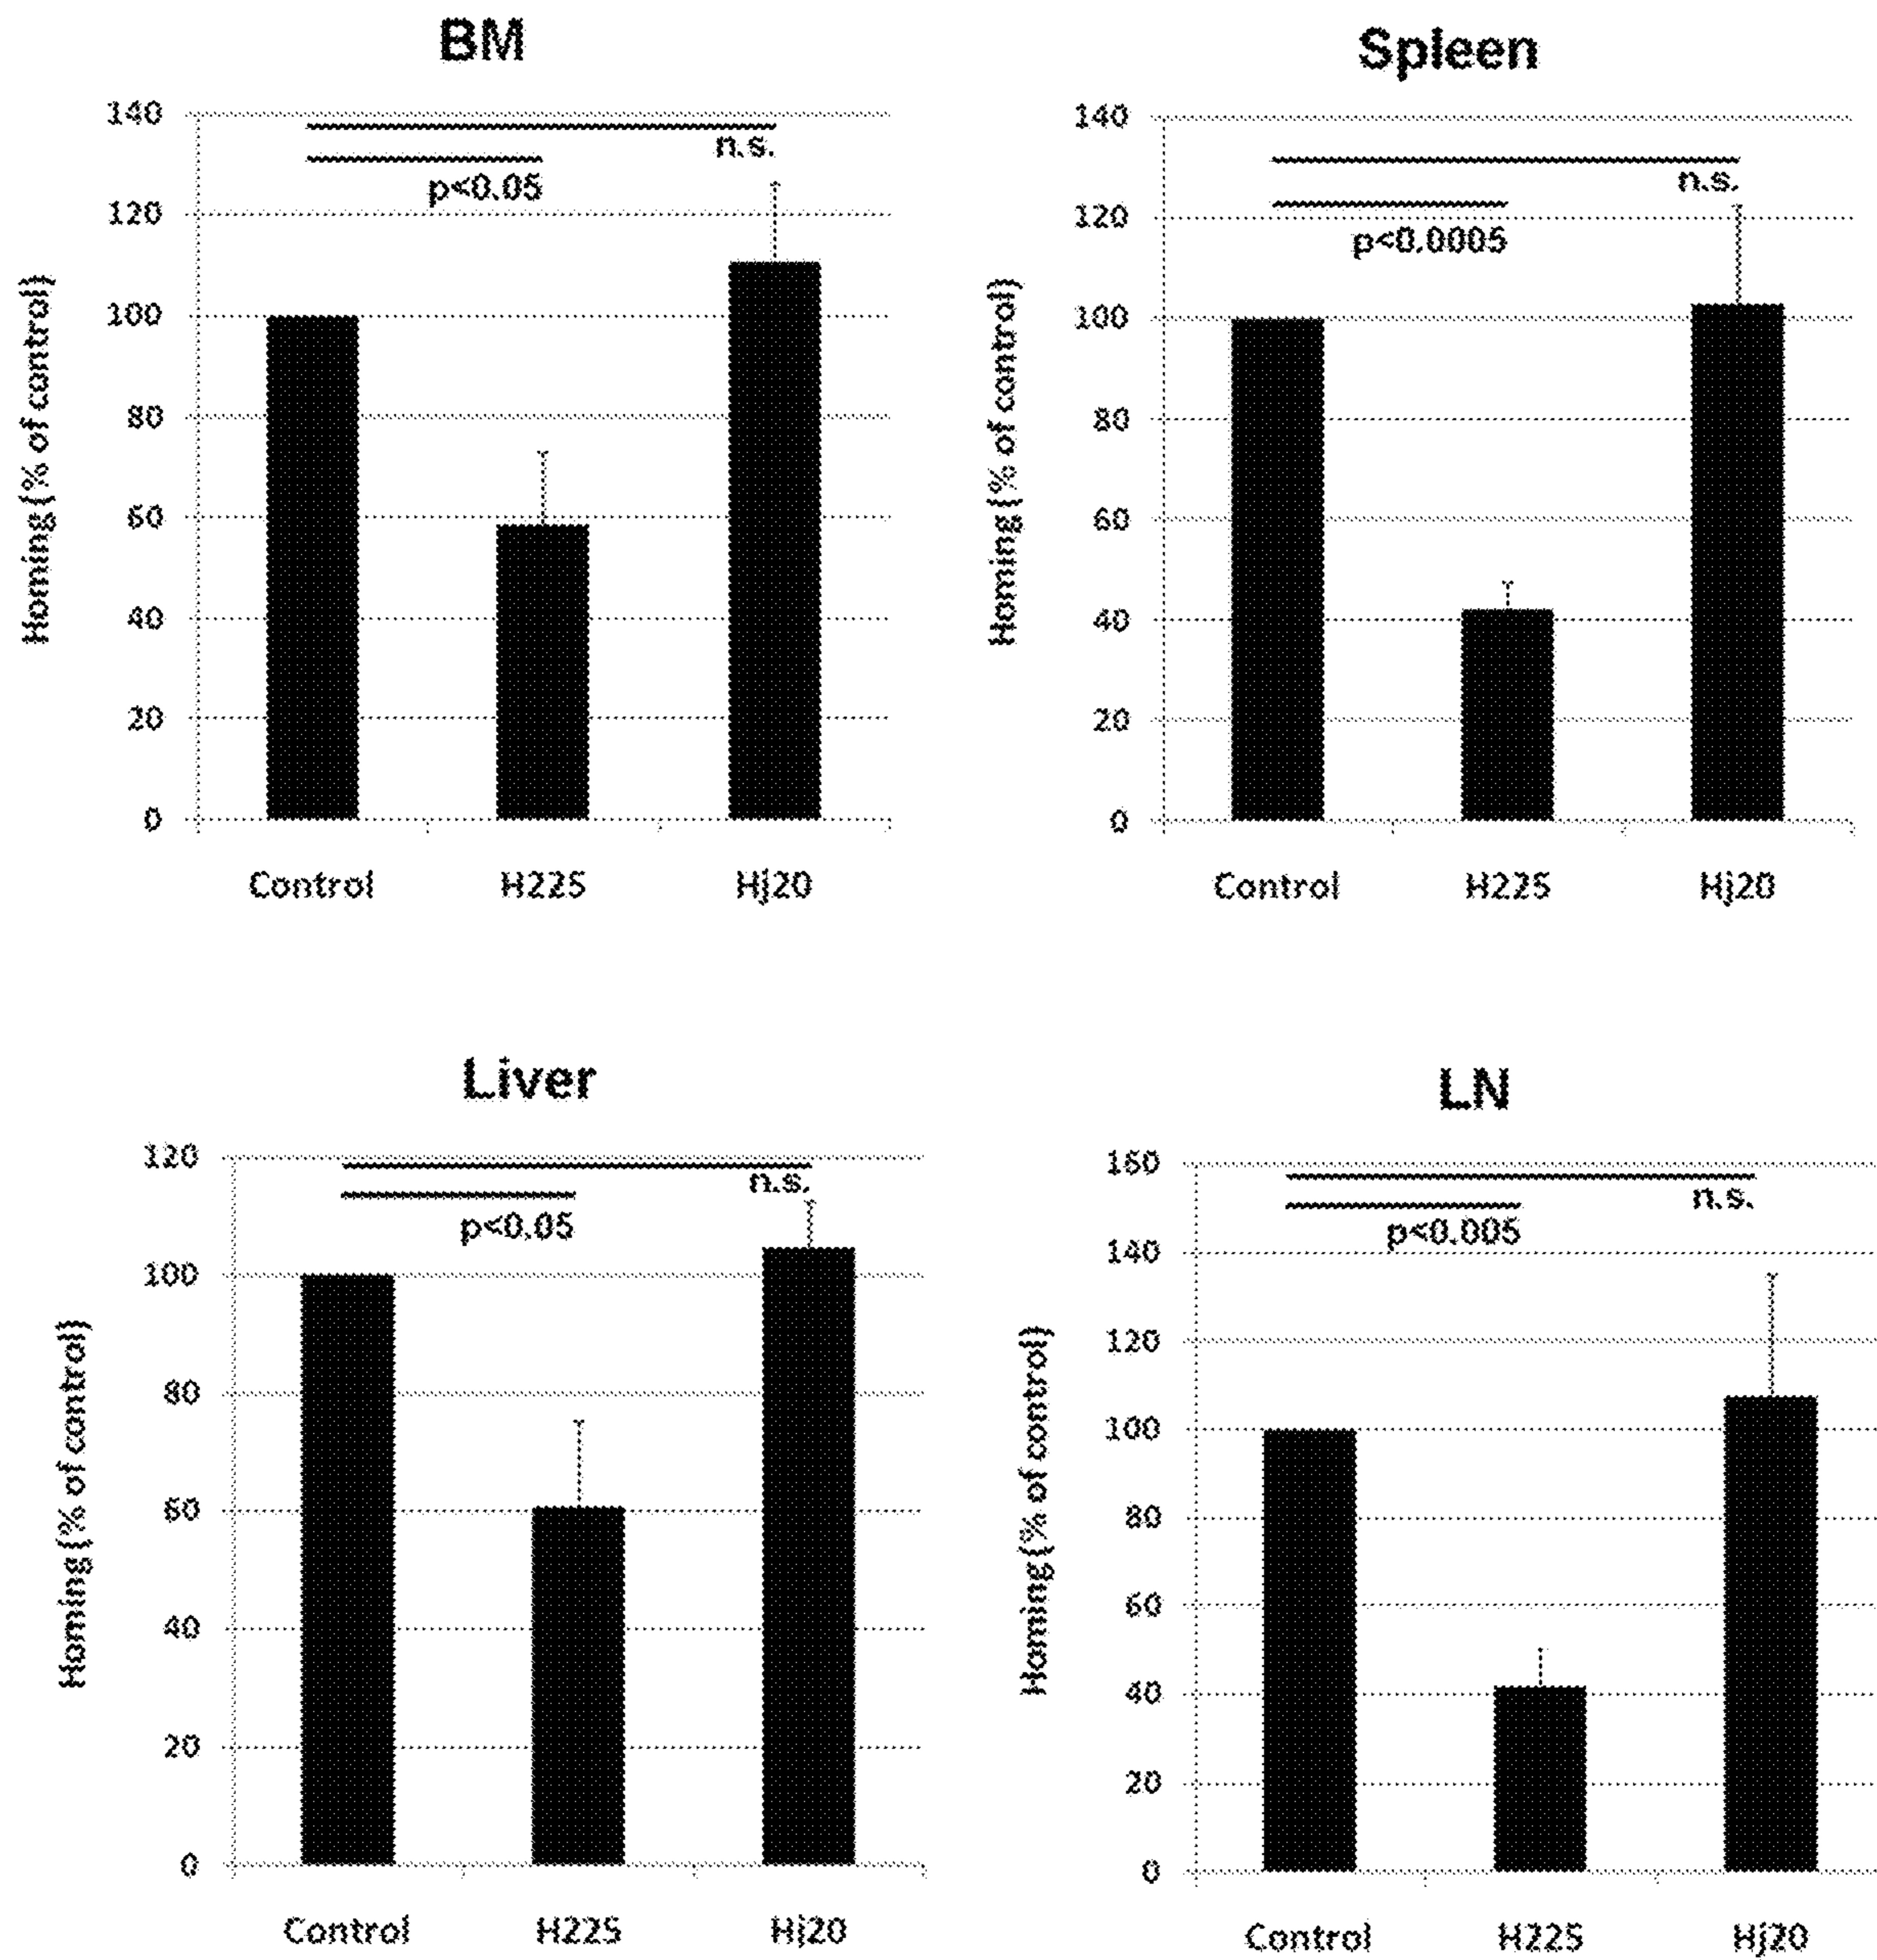 BM
140
120
100
80
60
40
20
0
Homing (% of control)
n.s.
p<0.05
Control H225 Hj20
Spleen
140
120
100
80
60
40
20
0
Homing (% of control)
n.s.
p<0.0005
Control H225 Hj20
Liver
120
100
80
60
40
20
0
Homing (% of control)
n.s.
p<0.05
Control H225 Hj20
LN
160
140
120
100
80
60
40
20
0
Homing (% of control)
n.s.
p<0.005
Control H225 Hj20